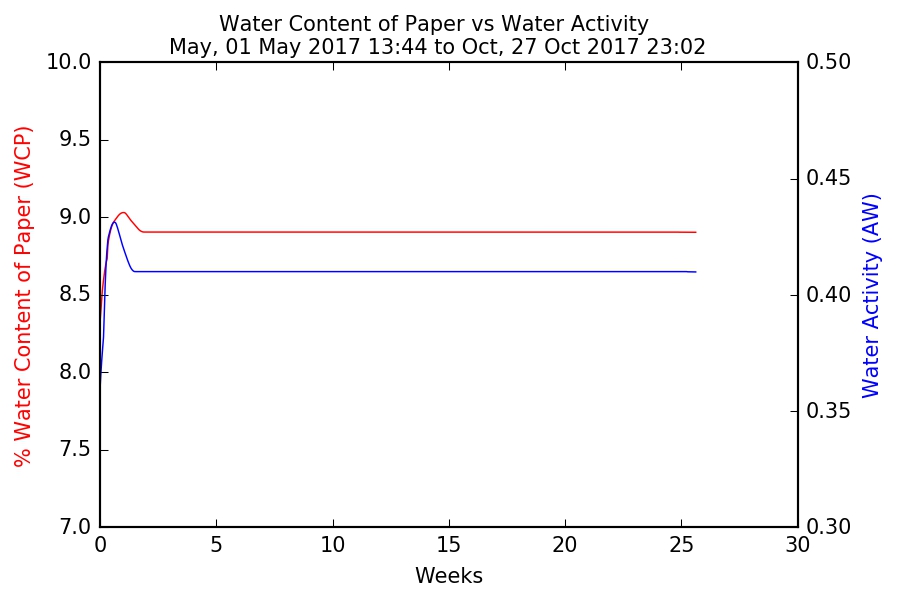 Water Content of Paper vs Water Activity
May, 01 May 2017 13:44 to Oct, 27 Oct 2017 23:02
% Water Content of Paper (WCP)
10.0
9.5
9.0
8.5
8.0
7.5
7.0
0.50
0.45
0.40
0.35
0.30
Water Activity (AW)
0 5 10 15 20 25 30
Weeks